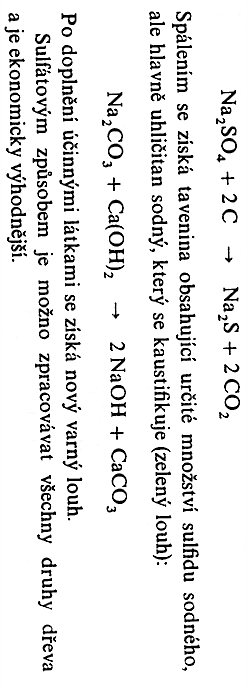 Na₂SO₄ + 2 C → Na₂S + 2 CO₂
Spálením se získá tavenina obsahující určité množství sulfidu sodného,
ale hlavně uhličitan sodný, který se kaustifikuje (zelený louh):
Na₂CO₃ + Ca(OH)₂ → 2 NaOH + CaCO₃
Po doplnění účinnými látkami se získá nový varný louh.
Sulfátovým způsobem je možno zpracovávat všechny druhy dřeva
a je ekonomicky výhodnější.